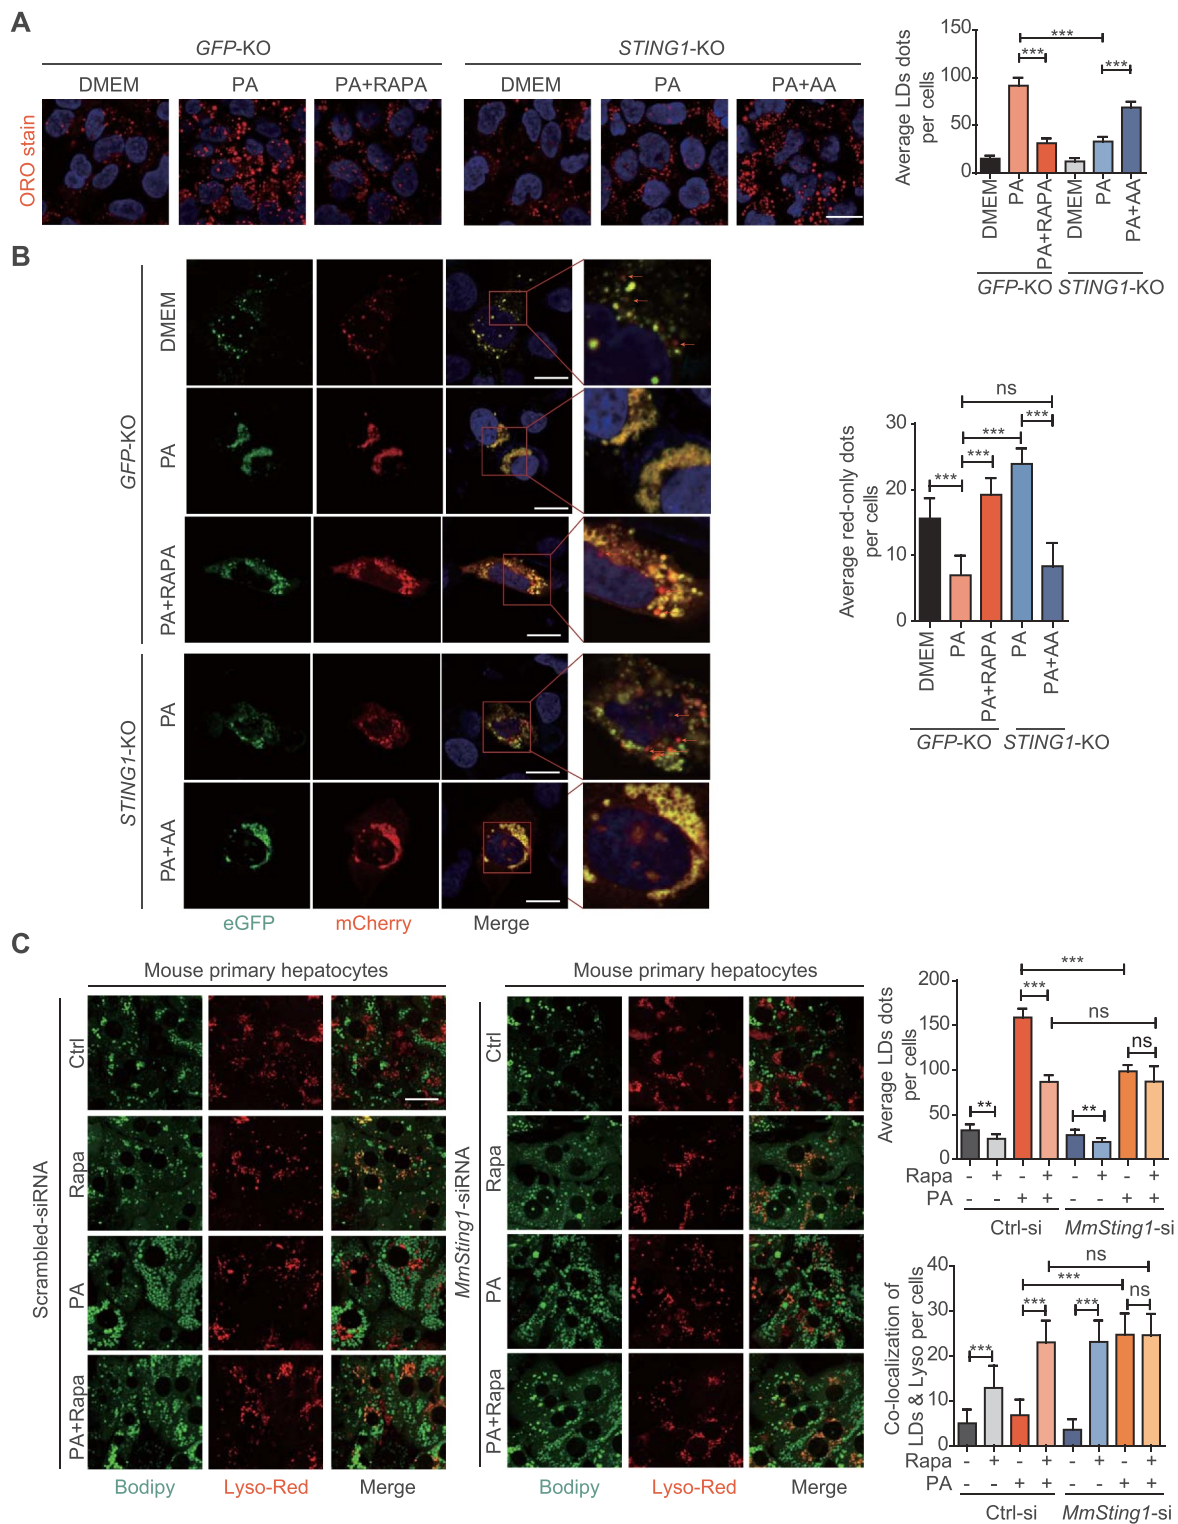 A
GFP-KO
STING1-KO
DMEM PA PA+RAPA DMEM PA PA+AA
ORO stain
Average LDs dots
per cells
150
100
50
0
*** *** ***
DMEM PA PA+RAPA DMEM PA PA+AA
GFP-KO STING1-KO
B
GFP-KO
DMEM
PA
PA+RAPA
STING1-KO
PA
PA+AA
eGFP mCherry Merge
Average red-only dots
per cells
30
20
10
0
ns
***
***
***
***
DMEM PA PA+RAPA PA PA+AA
GFP-KO STING1-KO
C
Mouse primary hepatocytes
Scrambled-siRNA
Ctrl
Rapa
PA
PA+Rapa
Bodipy Lyso-Red Merge
Mouse primary hepatocytes
MmSting1-siRNA
Ctrl
Rapa
PA
PA+Rapa
Bodipy Lyso-Red Merge
Average LDs dots
per cells
200
150
100
50
0
***
***
ns
ns
** **
Rapa - + - + - + - +
PA - - + + - - + +
Ctrl-si MmSting1-si
Co-localization of
LDs & Lyso per cells
40
30
20
10
0
ns
***
ns
*** ***
***
Rapa - + - + - + - +
PA - - + + - - + +
Ctrl-si MmSting1-si